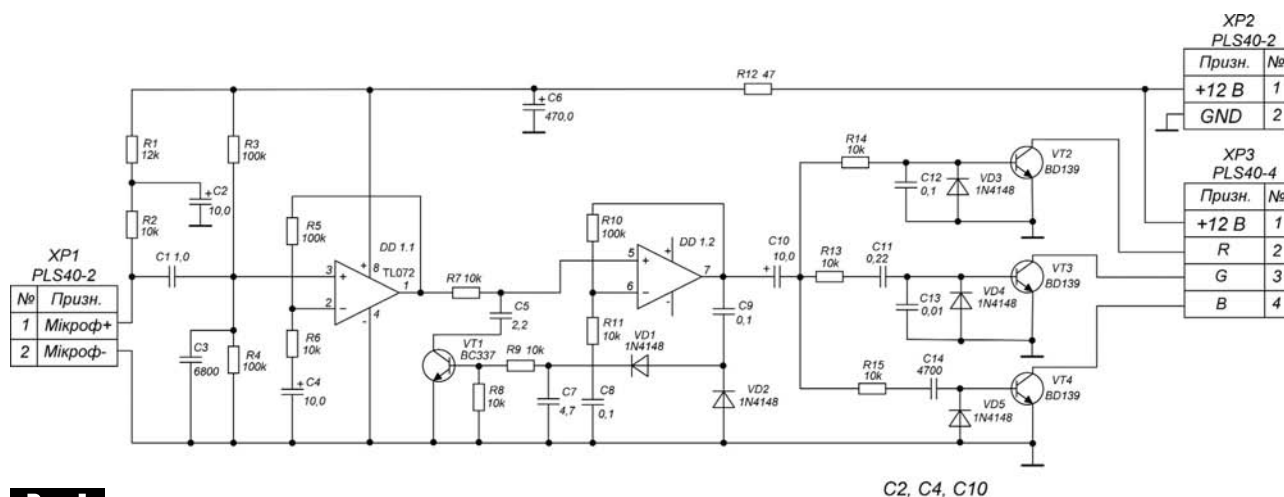 XP2
PLS40-2
Призн. №
+12 В 1
GND 2
R12 47
C6
470,0
R1
12k
R3
100k
C2
10,0
R2
10k
R5
100k
DD 1.1
TL072
C1 1,0
3
8
1
2
4
R7 10k
R6
10k
C4
10,0
C3
6800
R4
100k
XP1
PLS40-2
№ Призн.
1 Мікроф+
2 Мікроф-
C5
2,2
VT1
BC337
R9 10k
R8
10k
C7
4,7
R10
100k
R11
10k
C8
0,1
DD 1.2
5
6
7
VD1
1N4148
C9
0,1
VD2
1N4148
C10
10,0
R14
10k
C12
0,1
VD3
1N4148
VT2
BD139
R13
10k
C11
0,22
C13
0,01
VD4
1N4148
VT3
BD139
R15
10k
C14
4700
VD5
1N4148
VT4
BD139
XP3
PLS40-4
Призн. №
+12 В 1
R 2
G 3
B 4
C2, C4, C10